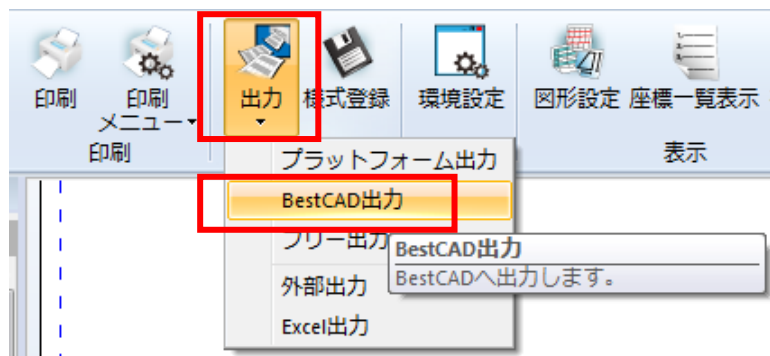 印刷
印刷
メニュー
出力
様式登録
環境設定
図形設定
座標一覧表示
印刷
表示
プラットフォーム出力
BestCAD出力
フリー出力
外部出力
Excel出力
BestCAD出力
BestCADへ出力します。